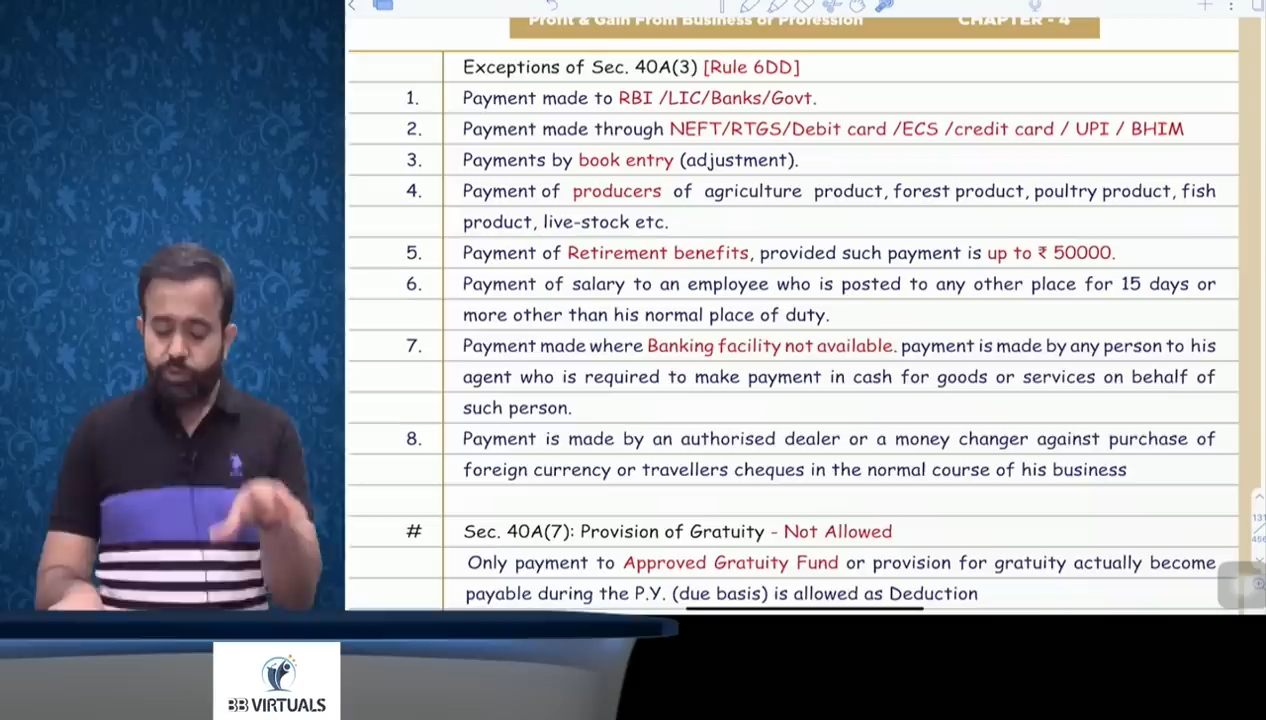 Profit & Gain From Business or Profession CHAPTER - 4
Exceptions of Sec. 40A(3) [Rule 6DD]
1. Payment made to RBI /LIC/Banks/Govt.
2. Payment made through NEFT/RTGS/Debit card /ECS /credit card / UPI / BHIM
3. Payments by book entry (adjustment).
4. Payment of producers of agriculture product, forest product, poultry product, fish
product, live-stock etc.
5. Payment of Retirement benefits, provided such payment is up to ₹ 50000.
6. Payment of salary to an employee who is posted to any other place for 15 days or
more other than his normal place of duty.
7. Payment made where Banking facility not available. payment is made by any person to his
agent who is required to make payment in cash for goods or services on behalf of
such person.
8. Payment is made by an authorised dealer or a money changer against purchase of
foreign currency or travellers cheques in the normal course of his business
# Sec. 40A(7): Provision of Gratuity - Not Allowed
Only payment to Approved Gratuity Fund or provision for gratuity actually become
payable during the P.Y. (due basis) is allowed as Deduction
BB VIRTUALS